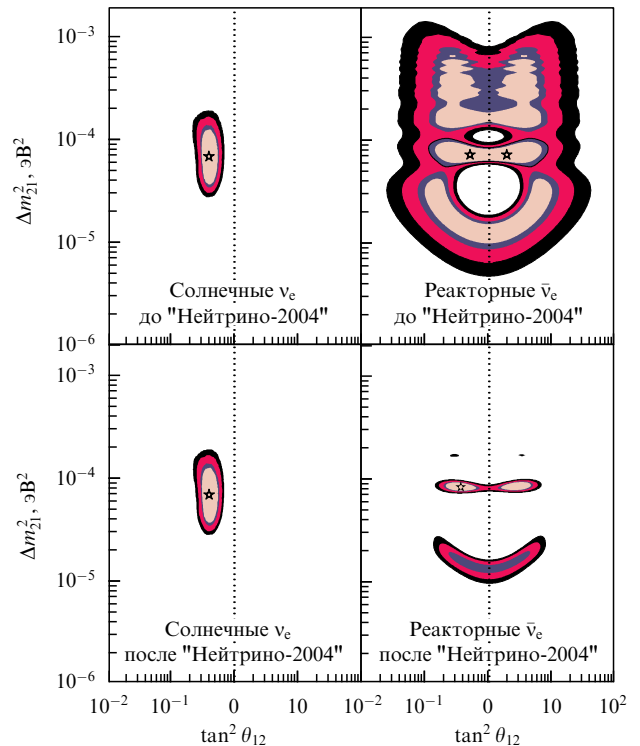 10⁻³
10⁻⁴
10⁻⁵
10⁻⁶
Δm²₂₁, эВ²
Солнечные νₑ
до "Нейтрино-2004"
Реакторные ν̄ₑ
до "Нейтрино-2004"
10⁻³
10⁻⁴
10⁻⁵
10⁻⁶
Δm²₂₁, эВ²
Солнечные νₑ
после "Нейтрино-2004"
Реакторные ν̄ₑ
после "Нейтрино-2004"
10⁻² 10⁻¹ 0 10 10⁻² 10⁻¹ 0 10 10²
tan² θ₁₂ tan² θ₁₂